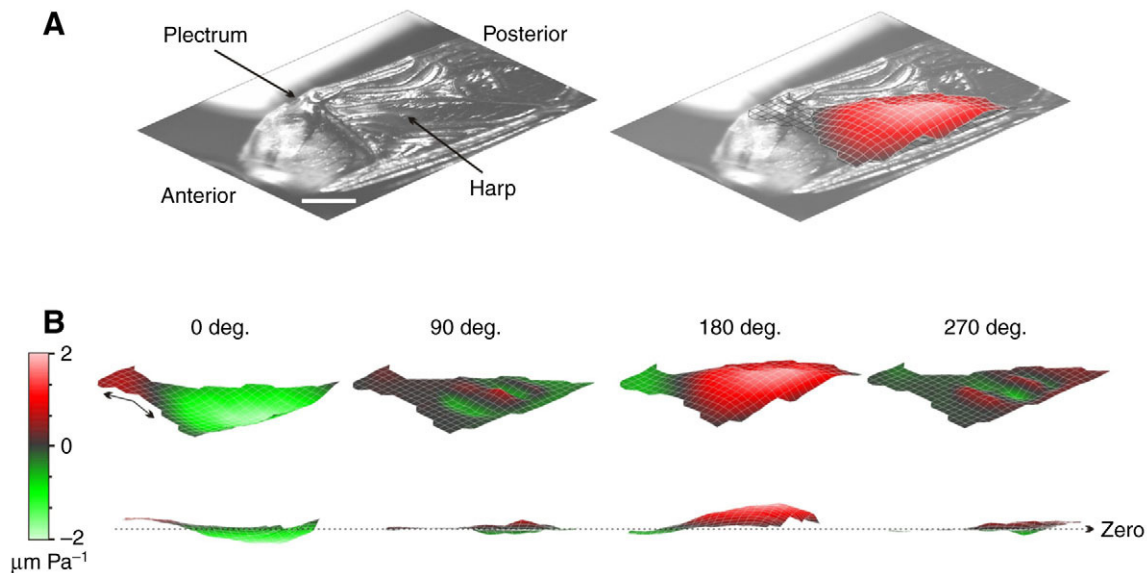 A
Plectrum
Posterior
Anterior
Harp
B
0 deg.
90 deg.
180 deg.
270 deg.
2
0
–2
μm Pa⁻¹
Zero